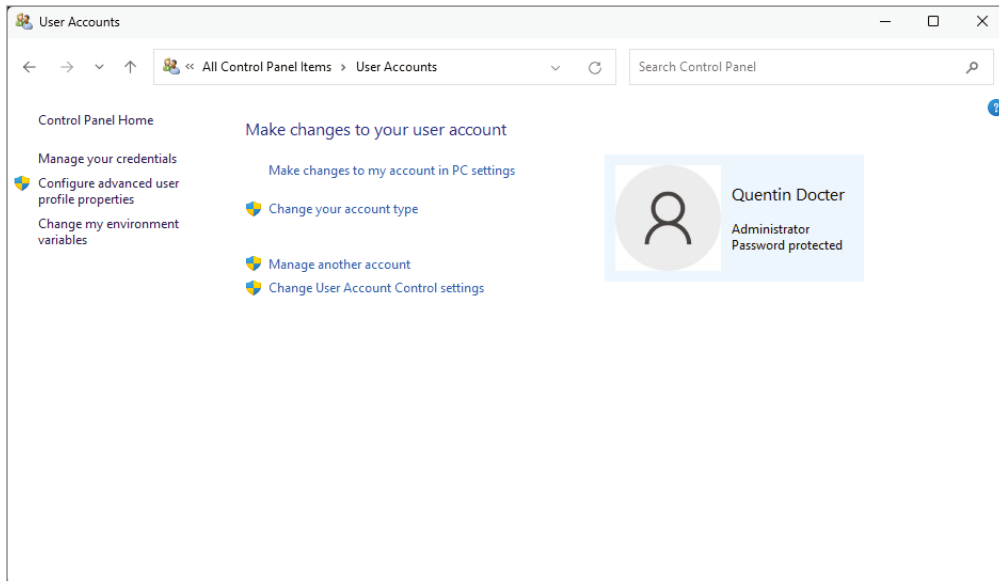 User Accounts
« All Control Panel Items > User Accounts
Search Control Panel
?
Control Panel Home
Manage your credentials
Configure advanced user
profile properties
Change my environment
variables
Make changes to your user account
Make changes to my account in PC settings
Change your account type
Manage another account
Change User Account Control settings
Quentin Docter
Administrator
Password protected